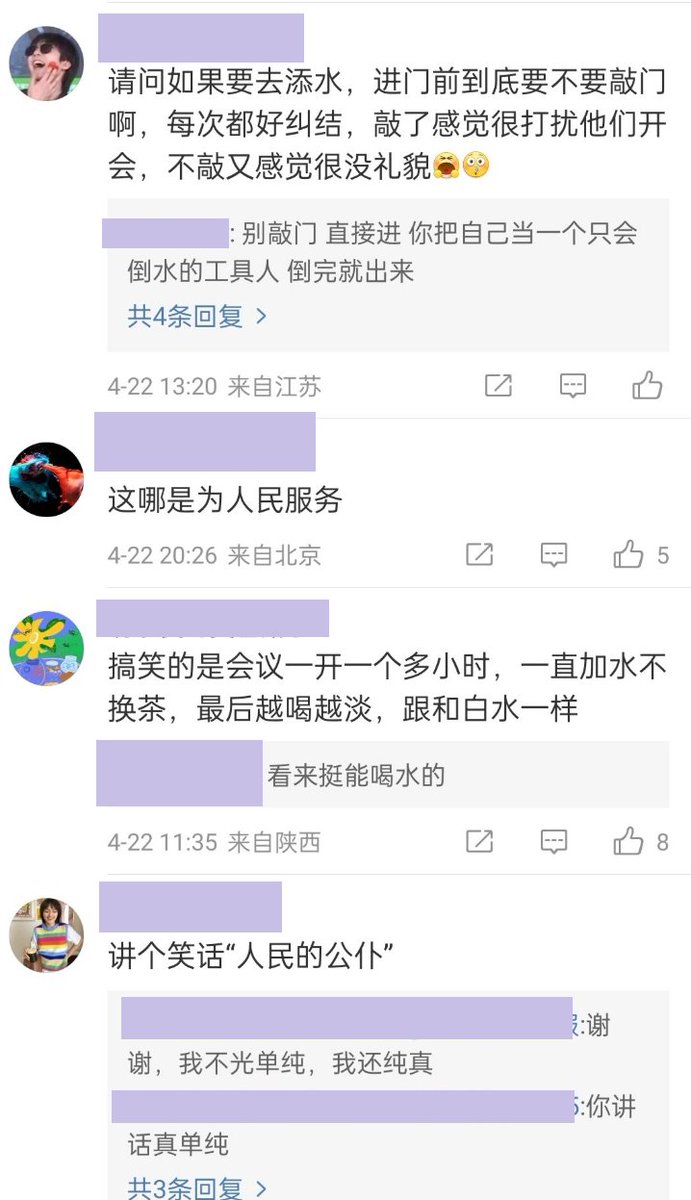 请问如果要去添水，进门前到底要不要敲门
啊，每次都好纠结，敲了感觉很打扰他们开
会，不敲又感觉很没礼貌
: 别敲门 直接进 你把自己当一个只会
倒水的工具人 倒完就出来
共4条回复
4-22 13:20 来自江苏
这哪是为人民服务
4-22 20:26 来自北京
5
搞笑的是会议一开一个多小时，一直加水不
换茶，最后越喝越淡，跟和白水一样
看来挺能喝水的
4-22 11:35 来自陕西
8
讲个笑话“人民的公仆”
:谢
谢，我不光单纯，我还纯真
:你讲
话真单纯
共3条回复